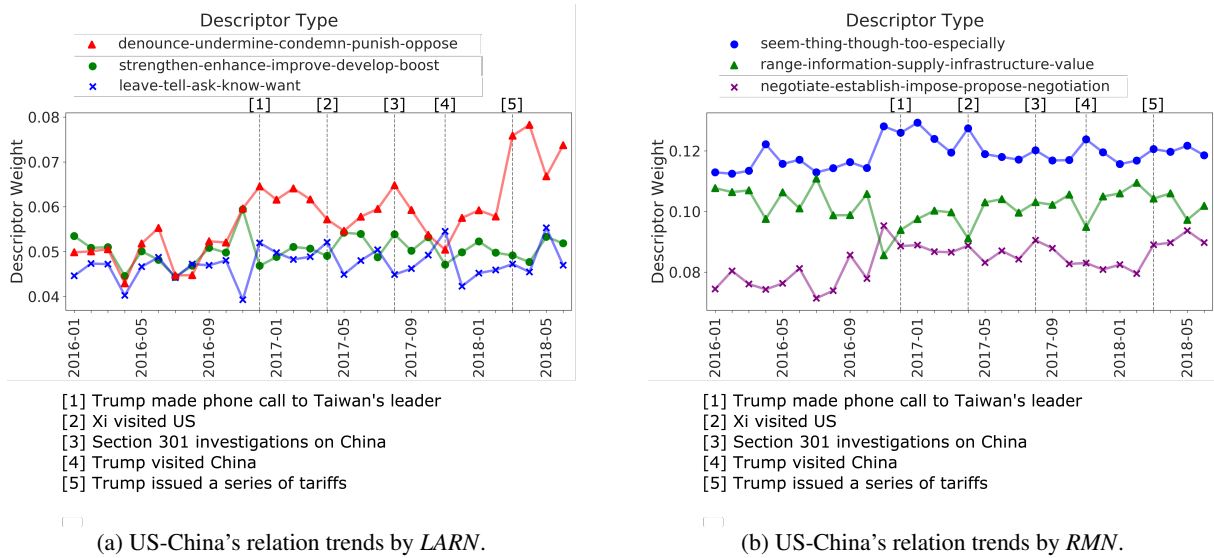 Descriptor Type
denounce-undermine-condemn-punish-oppose
strengthen-enhance-improve-develop-boost
leave-tell-ask-know-want
[1] [2] [3] [4] [5]
Descriptor Weight
0.08
0.07
0.06
0.05
0.04
2016-01 2016-05 2016-09 2017-01 2017-05 2017-09 2018-01 2018-05
[1] Trump made phone call to Taiwan's leader
[2] Xi visited US
[3] Section 301 investigations on China
[4] Trump visited China
[5] Trump issued a series of tariffs
(a) US-China's relation trends by LARN.
Descriptor Type
seem-thing-though-too-especially
range-information-supply-infrastructure-value
negotiate-establish-impose-propose-negotiation
[1] [2] [3] [4] [5]
Descriptor Weight
0.12
0.10
0.08
2016-01 2016-05 2016-09 2017-01 2017-05 2017-09 2018-01 2018-05
[1] Trump made phone call to Taiwan's leader
[2] Xi visited US
[3] Section 301 investigations on China
[4] Trump visited China
[5] Trump issued a series of tariffs
(b) US-China's relation trends by RMN.